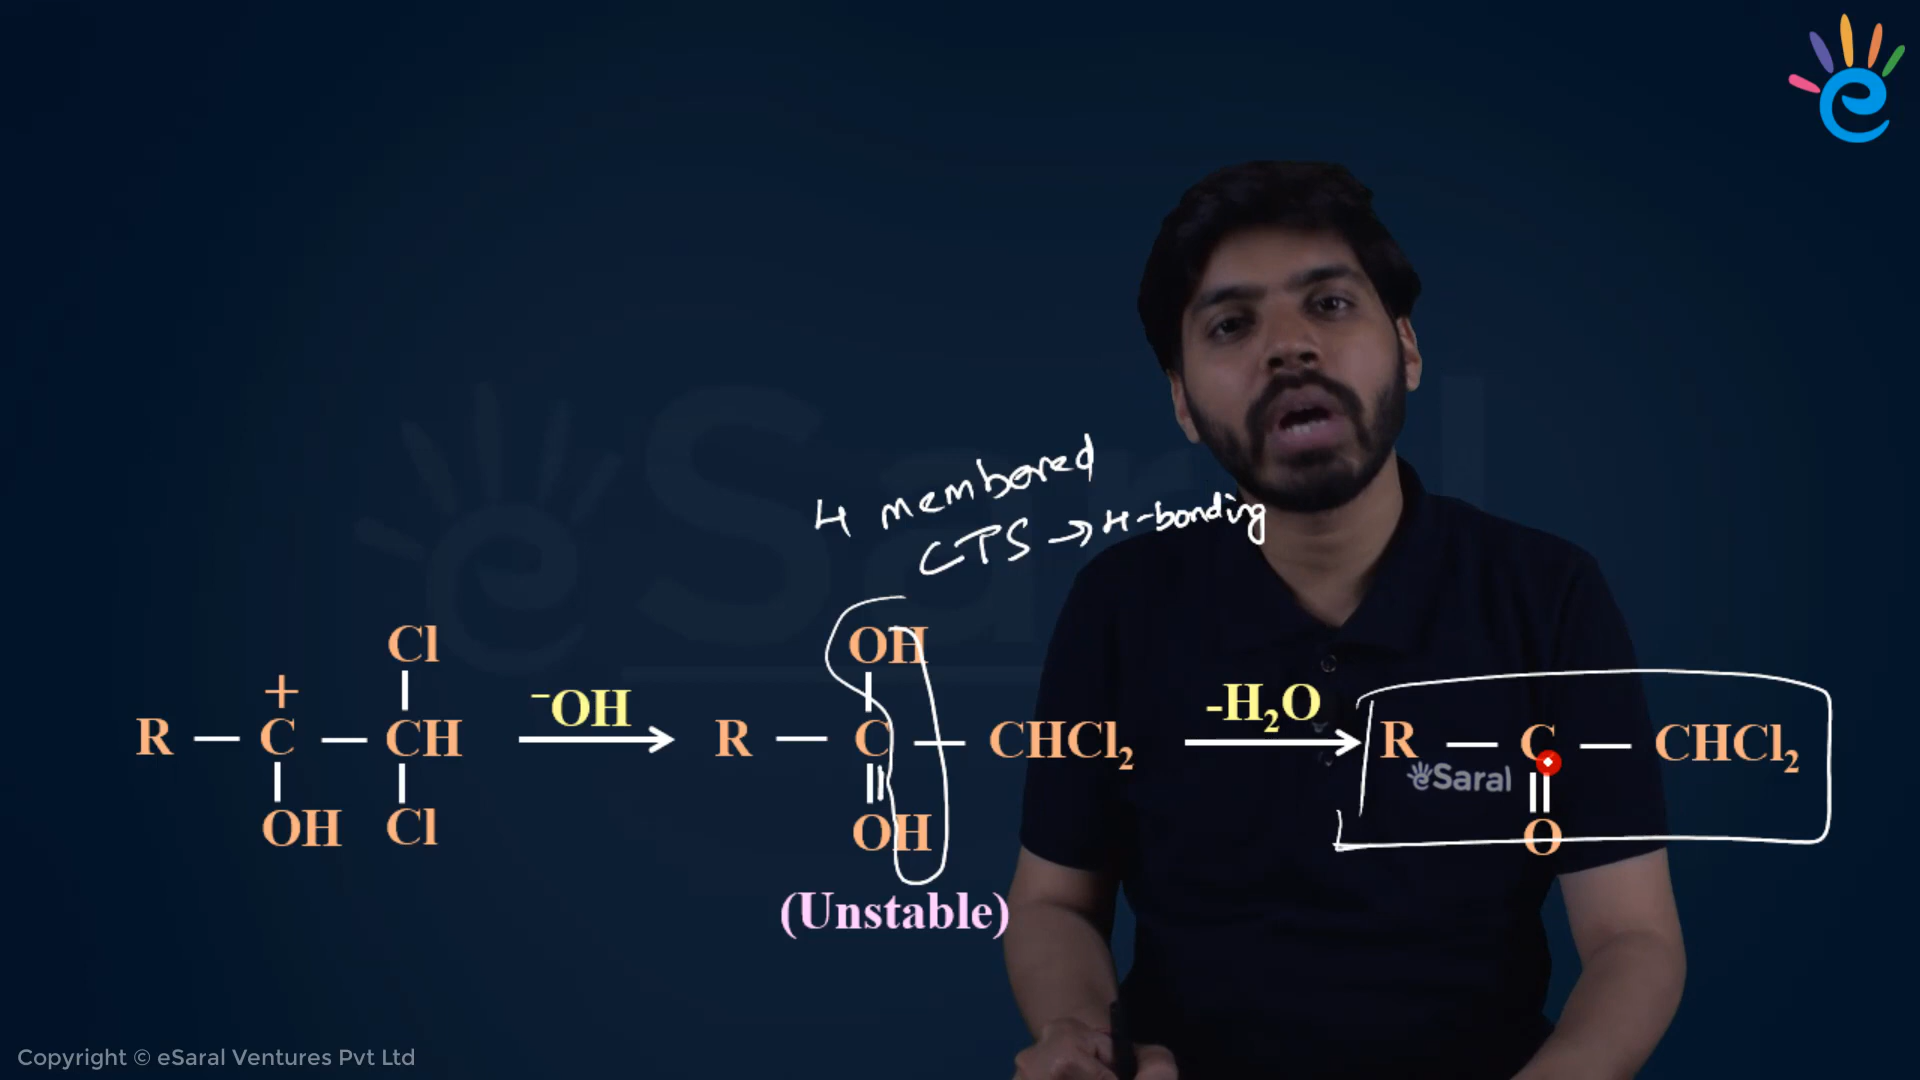 4 membered
CTS → H-bonding
Cl OH
+ ⁻OH -H₂O
R — C — CH R — C — CHCl₂ R — C — CHCl₂
eSaral
OH Cl OH O
(Unstable)
Copyright © eSaral Ventures Pvt Ltd